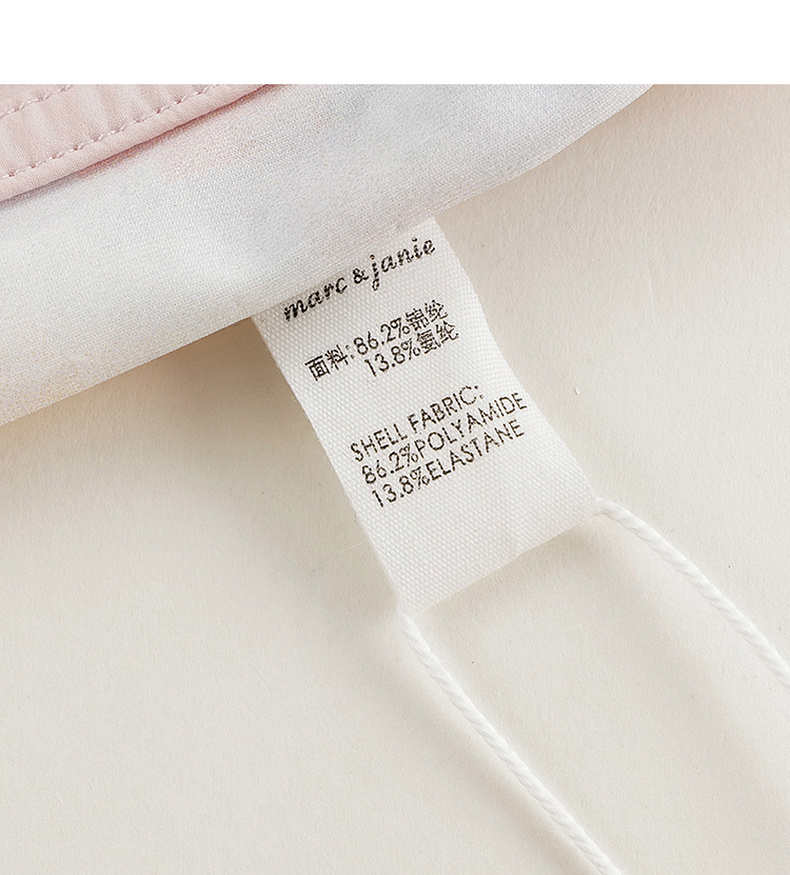 marc & janie
面料: 86.2%锦纶
13.8%氨纶
SHELL FABRIC:
86.2%POLYAMIDE
13.8%ELASTANE